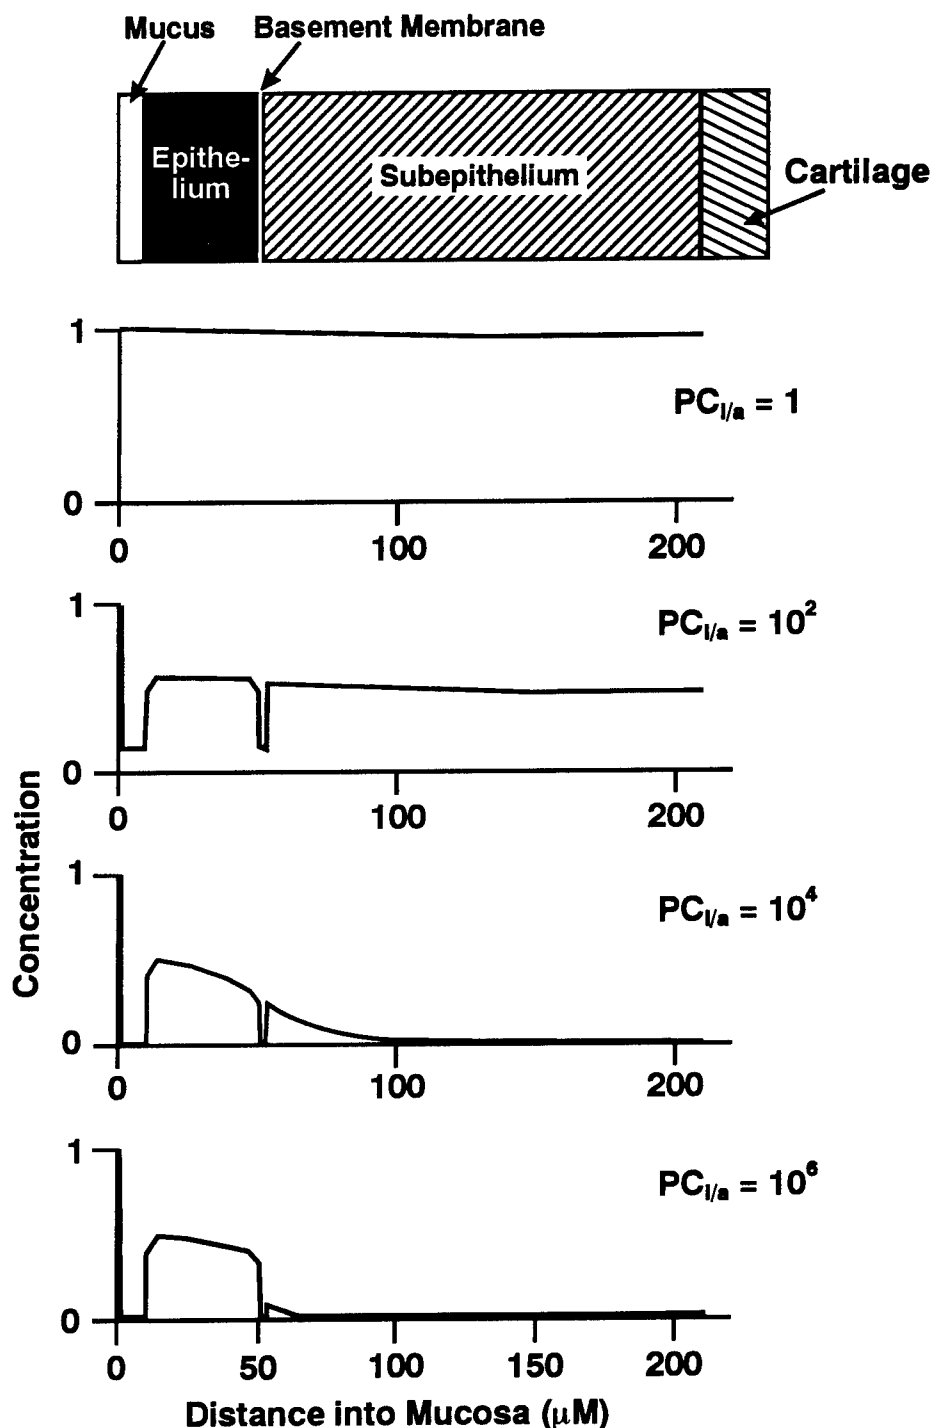 Mucus
Basement Membrane
Epithe-
lium
Subepithelium
Cartilage
1
PCl/a = 1
0
0 100 200
1
PCl/a = 10²
0
0 100 200
Concentration
1
PCl/a = 10⁴
0
0 100 200
1
PCl/a = 10⁶
0
0 50 100 150 200
Distance into Mucosa (μM)